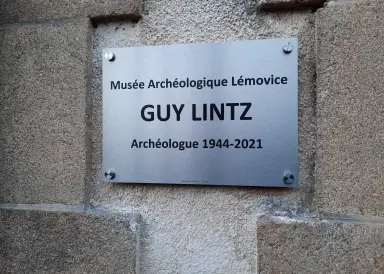 Musée Archéologique Lémovice
GUY LINTZ
Archéologue 1944-2021